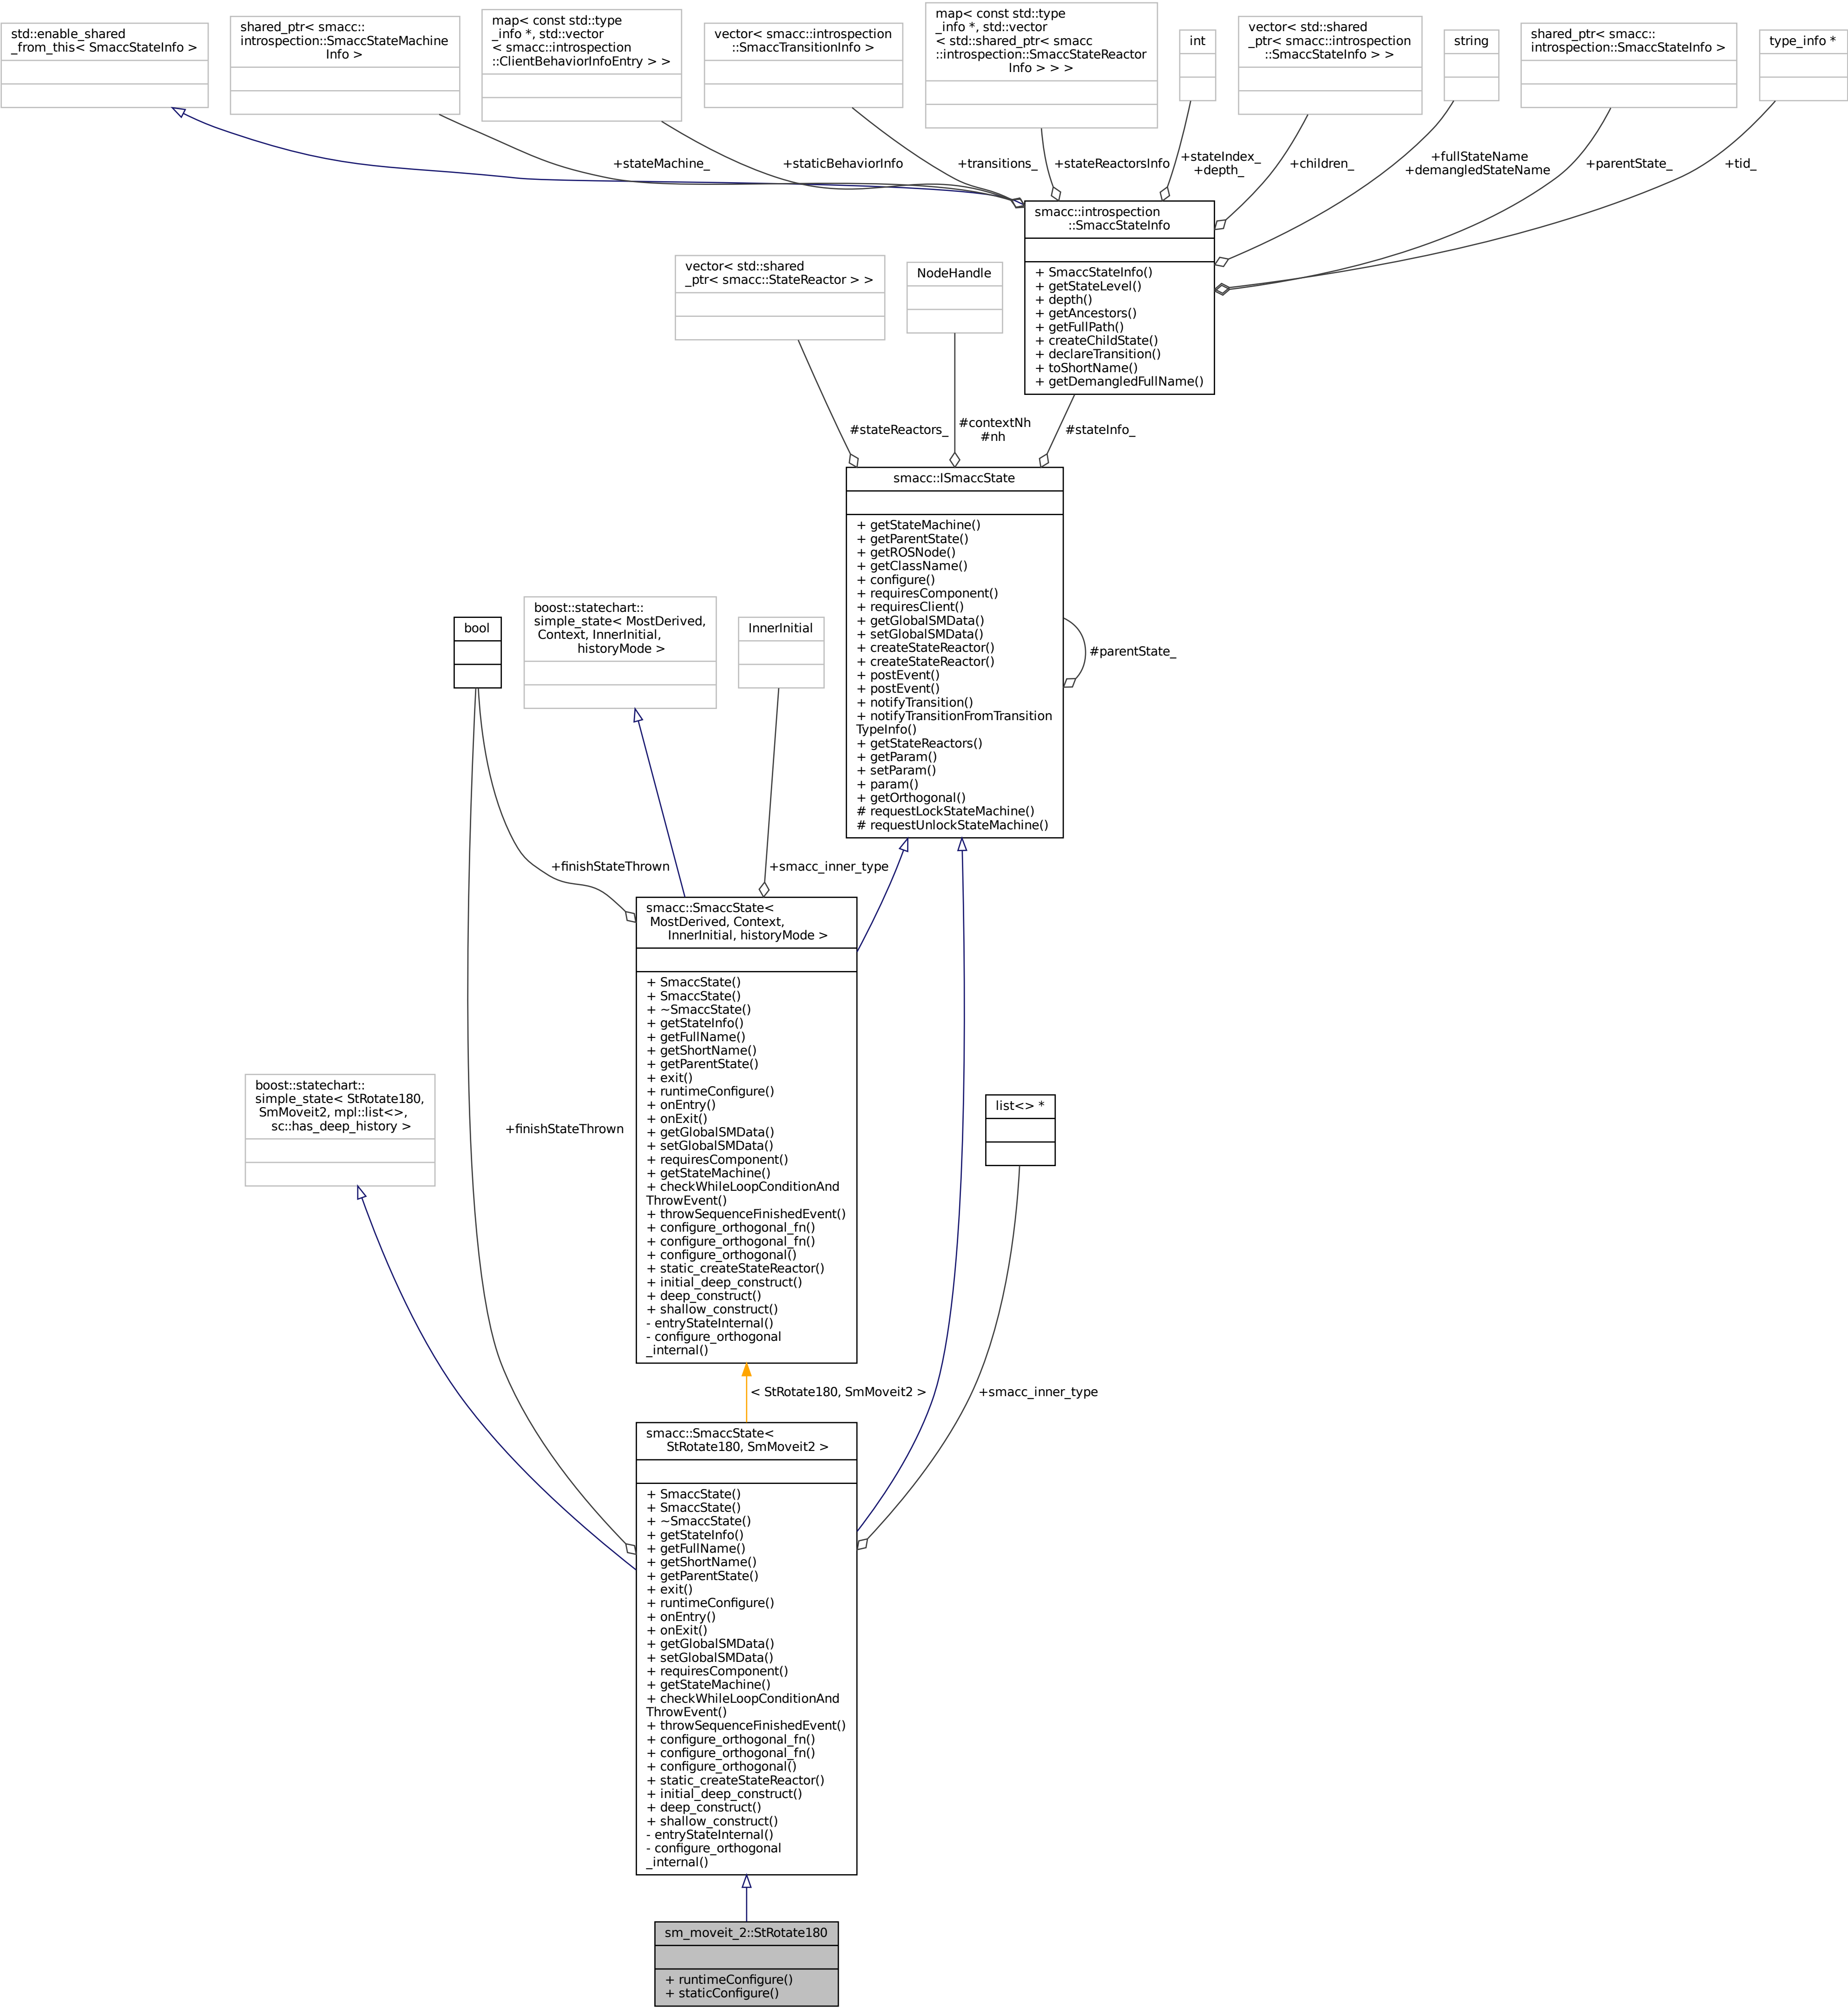 std::enable_shared
_from_this< SmaccStateInfo >
shared_ptr< smacc::
introspection::SmaccStateMachine
Info >
map< const std::type
_info *, std::vector
< smacc::introspection
::ClientBehaviorInfoEntry > >
vector< smacc::introspection
::SmaccTransitionInfo >
map< const std::type
_info *, std::vector
< std::shared_ptr< smacc
::introspection::SmaccStateReactor
Info > > >
int
vector< std::shared
_ptr< smacc::introspection
::SmaccStateInfo > >
string
shared_ptr< smacc::
introspection::SmaccStateInfo >
type_info *
+stateMachine_
+staticBehaviorInfo
+transitions_
+stateReactorsInfo
+stateIndex_
+depth_
+children_
+fullStateName
+demangledStateName
+parentState_
+tid_
smacc::introspection
::SmaccStateInfo
+ SmaccStateInfo()
+ getStateLevel()
+ depth()
+ getAncestors()
+ getFullPath()
+ createChildState()
+ declareTransition()
+ toShortName()
+ getDemangledFullName()
vector< std::shared
_ptr< smacc::StateReactor > >
NodeHandle
#stateReactors_
#contextNh
#nh
#stateInfo_
smacc::ISmaccState
+ getStateMachine()
+ getParentState()
+ getROSNode()
+ getClassName()
+ configure()
+ requiresComponent()
+ requiresClient()
+ getGlobalSMData()
+ setGlobalSMData()
+ createStateReactor()
+ createStateReactor()
+ postEvent()
+ postEvent()
+ notifyTransition()
+ notifyTransitionFromTransition
TypeInfo()
+ getStateReactors()
+ getParam()
+ setParam()
+ param()
+ getOrthogonal()
# requestLockStateMachine()
# requestUnlockStateMachine()
#parentState_
bool
boost::statechart::
simple_state< MostDerived,
Context, InnerInitial,
historyMode >
InnerInitial
+finishStateThrown
+smacc_inner_type
smacc::SmaccState<
MostDerived, Context,
InnerInitial, historyMode >
+ SmaccState()
+ SmaccState()
+ ~SmaccState()
+ getStateInfo()
+ getFullName()
+ getShortName()
+ getParentState()
+ exit()
+ runtimeConfigure()
+ onEntry()
+ onExit()
+ getGlobalSMData()
+ setGlobalSMData()
+ requiresComponent()
+ getStateMachine()
+ checkWhileLoopConditionAnd
ThrowEvent()
+ throwSequenceFinishedEvent()
+ configure_orthogonal_fn()
+ configure_orthogonal_fn()
+ configure_orthogonal()
+ static_createStateReactor()
+ initial_deep_construct()
+ deep_construct()
+ shallow_construct()
- entryStateInternal()
- configure_orthogonal
_internal()
boost::statechart::
simple_state< StRotate180,
SmMoveit2, mpl::list<>,
sc::has_deep_history >
+finishStateThrown
list<> *
< StRotate180, SmMoveit2 >
+smacc_inner_type
smacc::SmaccState<
StRotate180, SmMoveit2 >
+ SmaccState()
+ SmaccState()
+ ~SmaccState()
+ getStateInfo()
+ getFullName()
+ getShortName()
+ getParentState()
+ exit()
+ runtimeConfigure()
+ onEntry()
+ onExit()
+ getGlobalSMData()
+ setGlobalSMData()
+ requiresComponent()
+ getStateMachine()
+ checkWhileLoopConditionAnd
ThrowEvent()
+ throwSequenceFinishedEvent()
+ configure_orthogonal_fn()
+ configure_orthogonal_fn()
+ configure_orthogonal()
+ static_createStateReactor()
+ initial_deep_construct()
+ deep_construct()
+ shallow_construct()
- entryStateInternal()
- configure_orthogonal
_internal()
sm_moveit_2::StRotate180
+ runtimeConfigure()
+ staticConfigure()